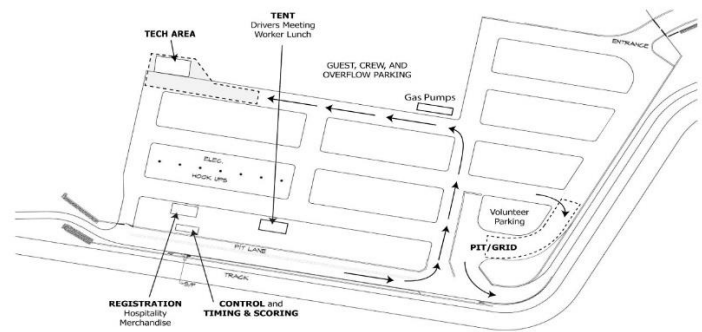 TENT
Drivers Meeting
Worker Lunch
TECH AREA
ENTRANCE
GUEST, CREW, AND
OVERFLOW PARKING
Gas Pumps
ELEC.
HOOK UPS
Volunteer
Parking
PIT/GRID
PIT LANE
TRACK
REGISTRATION
Hospitality
Merchandise
CONTROL and
TIMING & SCORING